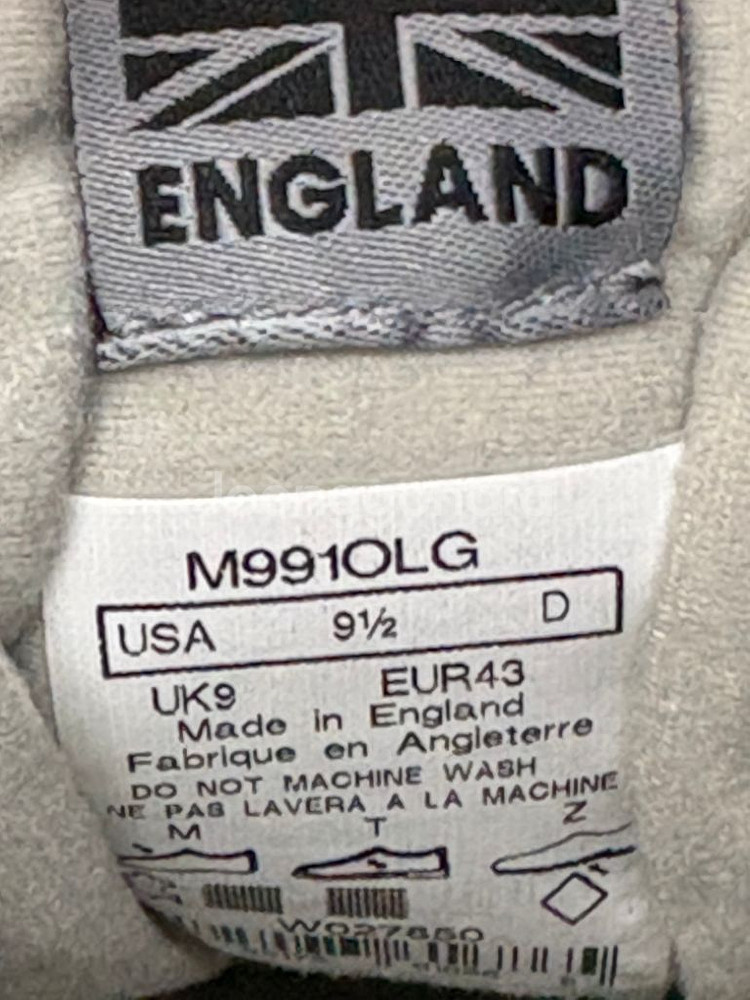 ENGLAND
M991OLG
USA 9½ D
UK9 EUR43
Made in England
Fabrique en Angleterre
DO NOT MACHINE WASH
NE PAS LAVERA A LA MACHINE
M T Z
W027850